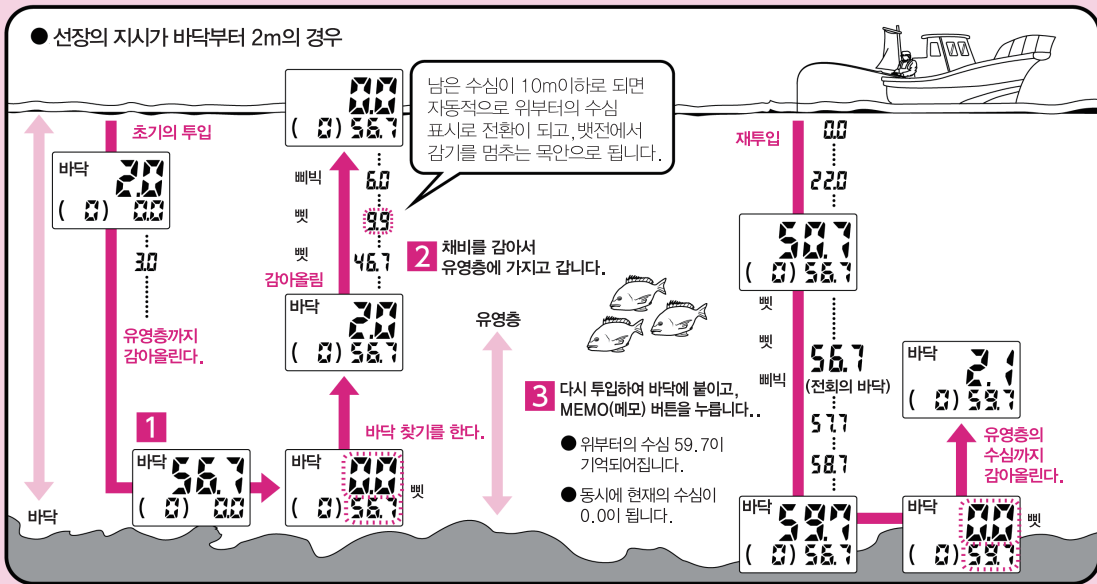 ● 선장의 지시가 바닥부터 2m의 경우
초기의 투입
바닥
2.0
( 0) 0.0
3.0
유영층까지
감아올린다.
바닥
1
바닥
56.7
( 0) 0.0
바닥 찾기를 한다.
바닥
0.0
( 0) 56.7
삣
감아올림
바닥
2.0
( 0) 56.7
삣
46.7
삣
9.9
삐빅
6.0
0.0
( 0) 56.7
남은 수심이 10m이하로 되면
자동적으로 위부터의 수심
표시로 전환이 되고, 뱃전에서
감기를 멈추는 목안으로 됩니다.
2 채비를 감아서
유영층에 가지고 갑니다.
유영층
3 다시 투입하여 바닥에 붙이고,
MEMO(메모) 버튼을 누릅니다..
● 위부터의 수심 59.7이
기억되어집니다.
● 동시에 현재의 수심이
0.0이 됩니다.
재투입
0.0
22.0
50.7
( 0) 56.7
삣
삣
삐빅
56.7
(전회의 바닥)
57.7
58.7
바닥
59.7
( 0) 56.7
바닥
0.0
( 0) 59.7
삣
유영층의
수심까지
감아올린다.
바닥
2.1
( 0) 59.7